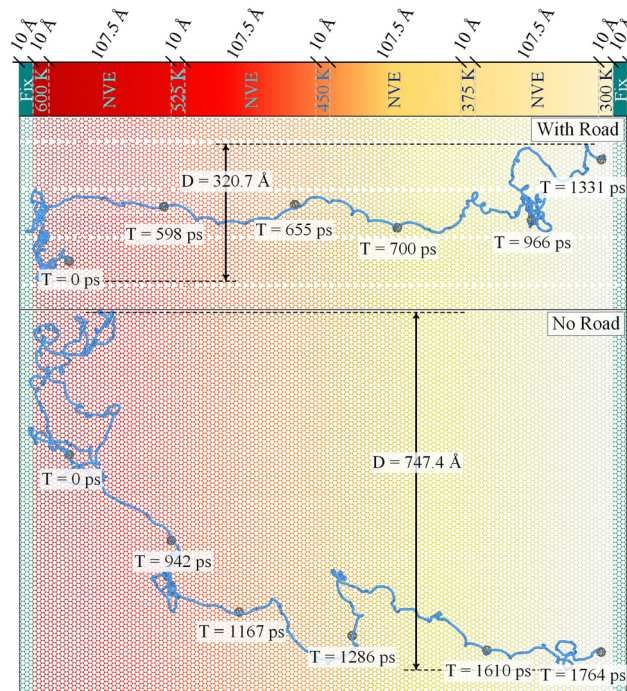 10 Å
10 Å
107.5 Å
10 Å
107.5 Å
10 Å
107.5 Å
10 Å
107.5 Å
10 Å
10 Å
Fix
600 K
NVE
525 K
NVE
450 K
NVE
375 K
NVE
300 K
Fix
With Road
D = 320.7 Å
T = 1331 ps
T = 598 ps
T = 655 ps
T = 700 ps
T = 966 ps
T = 0 ps
No Road
D = 747.4 Å
T = 0 ps
T = 942 ps
T = 1167 ps
T = 1286 ps
T = 1610 ps
T = 1764 ps